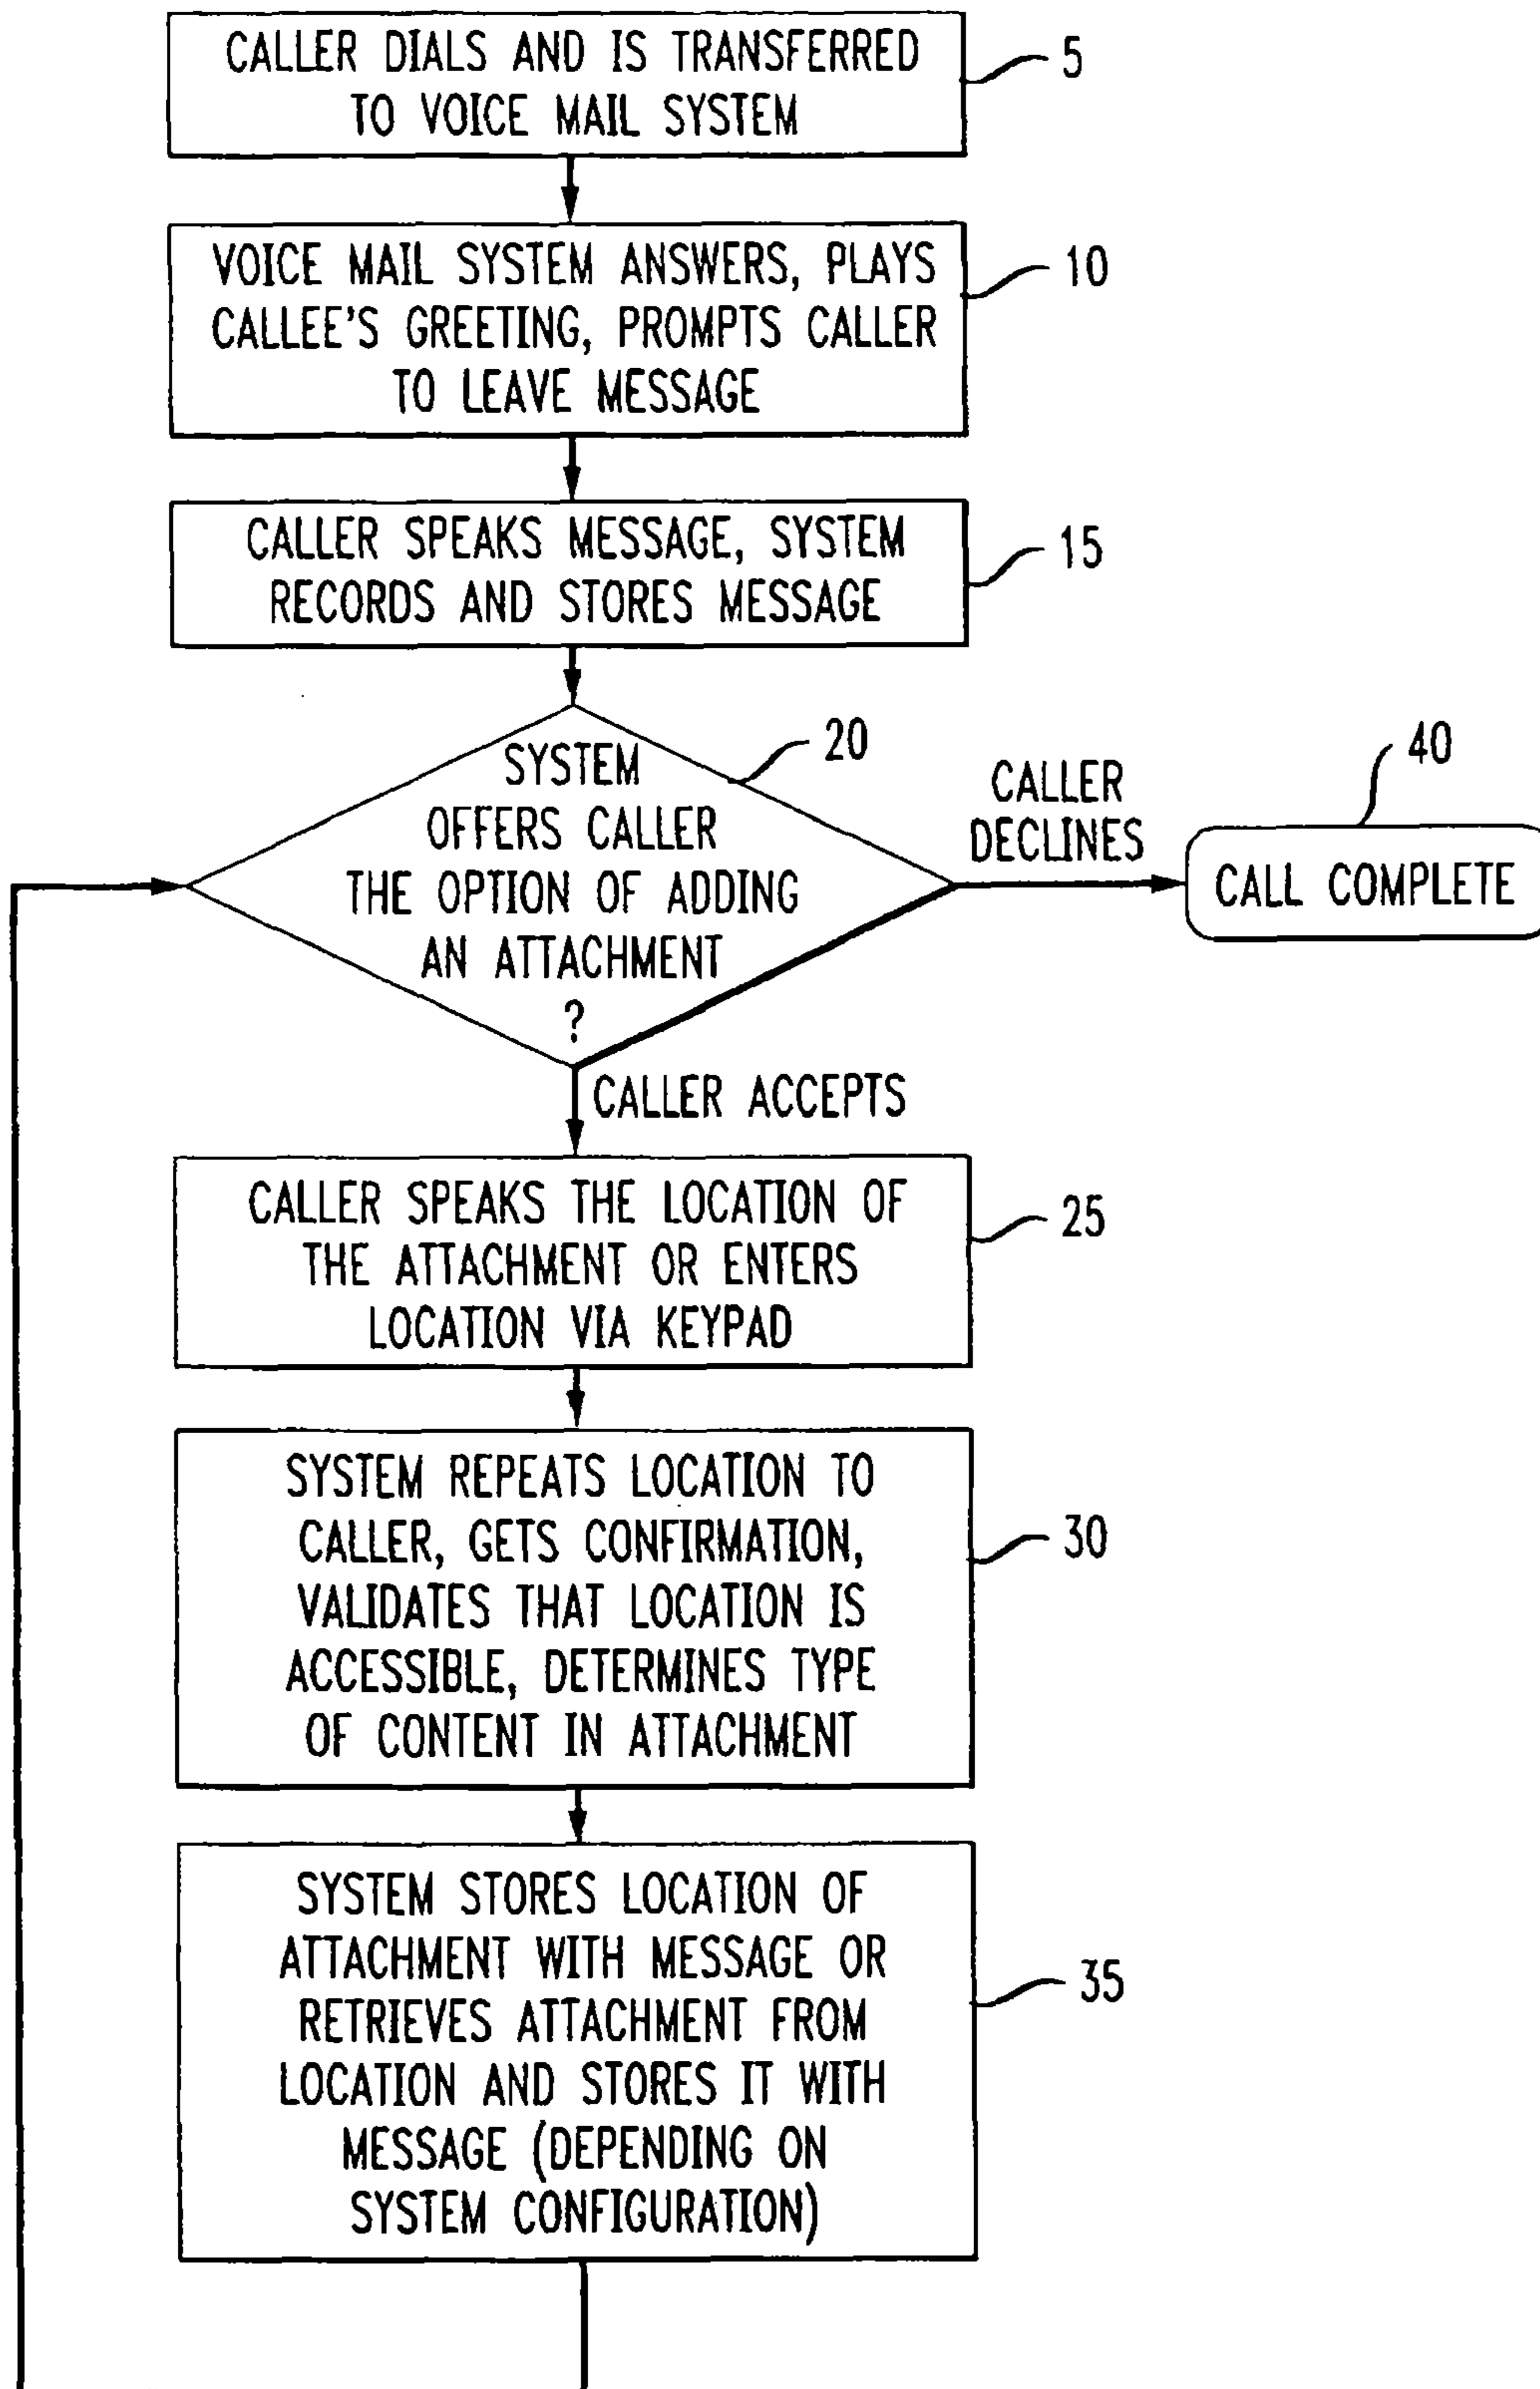 CALLER DIALS AND IS TRANSFERRED
TO VOICE MAIL SYSTEM
5
VOICE MAIL SYSTEM ANSWERS, PLAYS
CALLEE'S GREETING, PROMPTS CALLER
TO LEAVE MESSAGE
10
CALLER SPEAKS MESSAGE, SYSTEM
RECORDS AND STORES MESSAGE
15
SYSTEM
OFFERS CALLER
THE OPTION OF ADDING
AN ATTACHMENT
?
20
CALLER
DECLINES
40
CALL COMPLETE
CALLER ACCEPTS
CALLER SPEAKS THE LOCATION OF
THE ATTACHMENT OR ENTERS
LOCATION VIA KEYPAD
25
SYSTEM REPEATS LOCATION TO
CALLER, GETS CONFIRMATION,
VALIDATES THAT LOCATION IS
ACCESSIBLE, DETERMINES TYPE
OF CONTENT IN ATTACHMENT
30
SYSTEM STORES LOCATION OF
ATTACHMENT WITH MESSAGE OR
RETRIEVES ATTACHMENT FROM
LOCATION AND STORES IT WITH
MESSAGE (DEPENDING ON
SYSTEM CONFIGURATION)
35